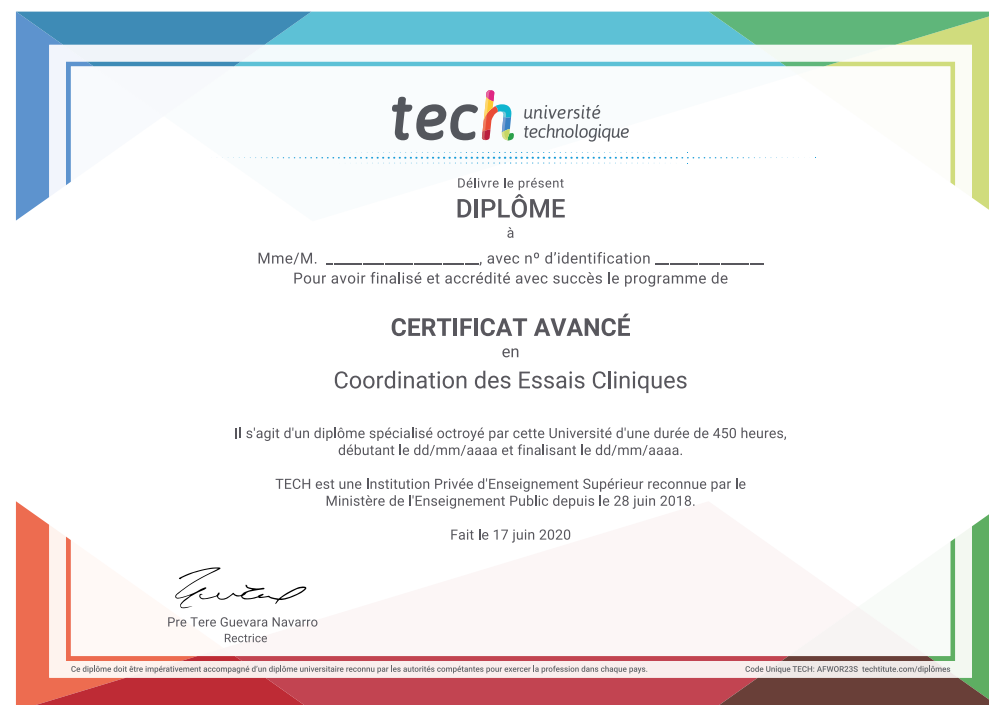 tech université
technologique
Délivre le présent
DIPLÔME
à
Mme/M. ____________________, avec nº d'identification ______________
Pour avoir finalisé et accrédité avec succès le programme de
CERTIFICAT AVANCÉ
en
Coordination des Essais Cliniques
Il s'agit d'un diplôme spécialisé octroyé par cette Université d'une durée de 450 heures,
débutant le dd/mm/aaaa et finalisant le dd/mm/aaaa.
TECH est une Institution Privée d'Enseignement Supérieur reconnue par le
Ministère de l'Enseignement Public depuis le 28 juin 2018.
Fait le 17 juin 2020
Pre Tere Guevara Navarro
Rectrice
Ce diplôme doit être impérativement accompagné d'un diplôme universitaire reconnu par les autorités compétantes pour exercer la profession dans chaque pays.
Code Unique TECH: AFWOR23S techtitute.com/diplômes